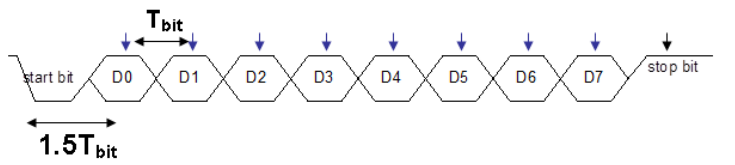 Tbit
start bit D0 D1 D2 D3 D4 D5 D6 D7 stop bit
1.5Tbit